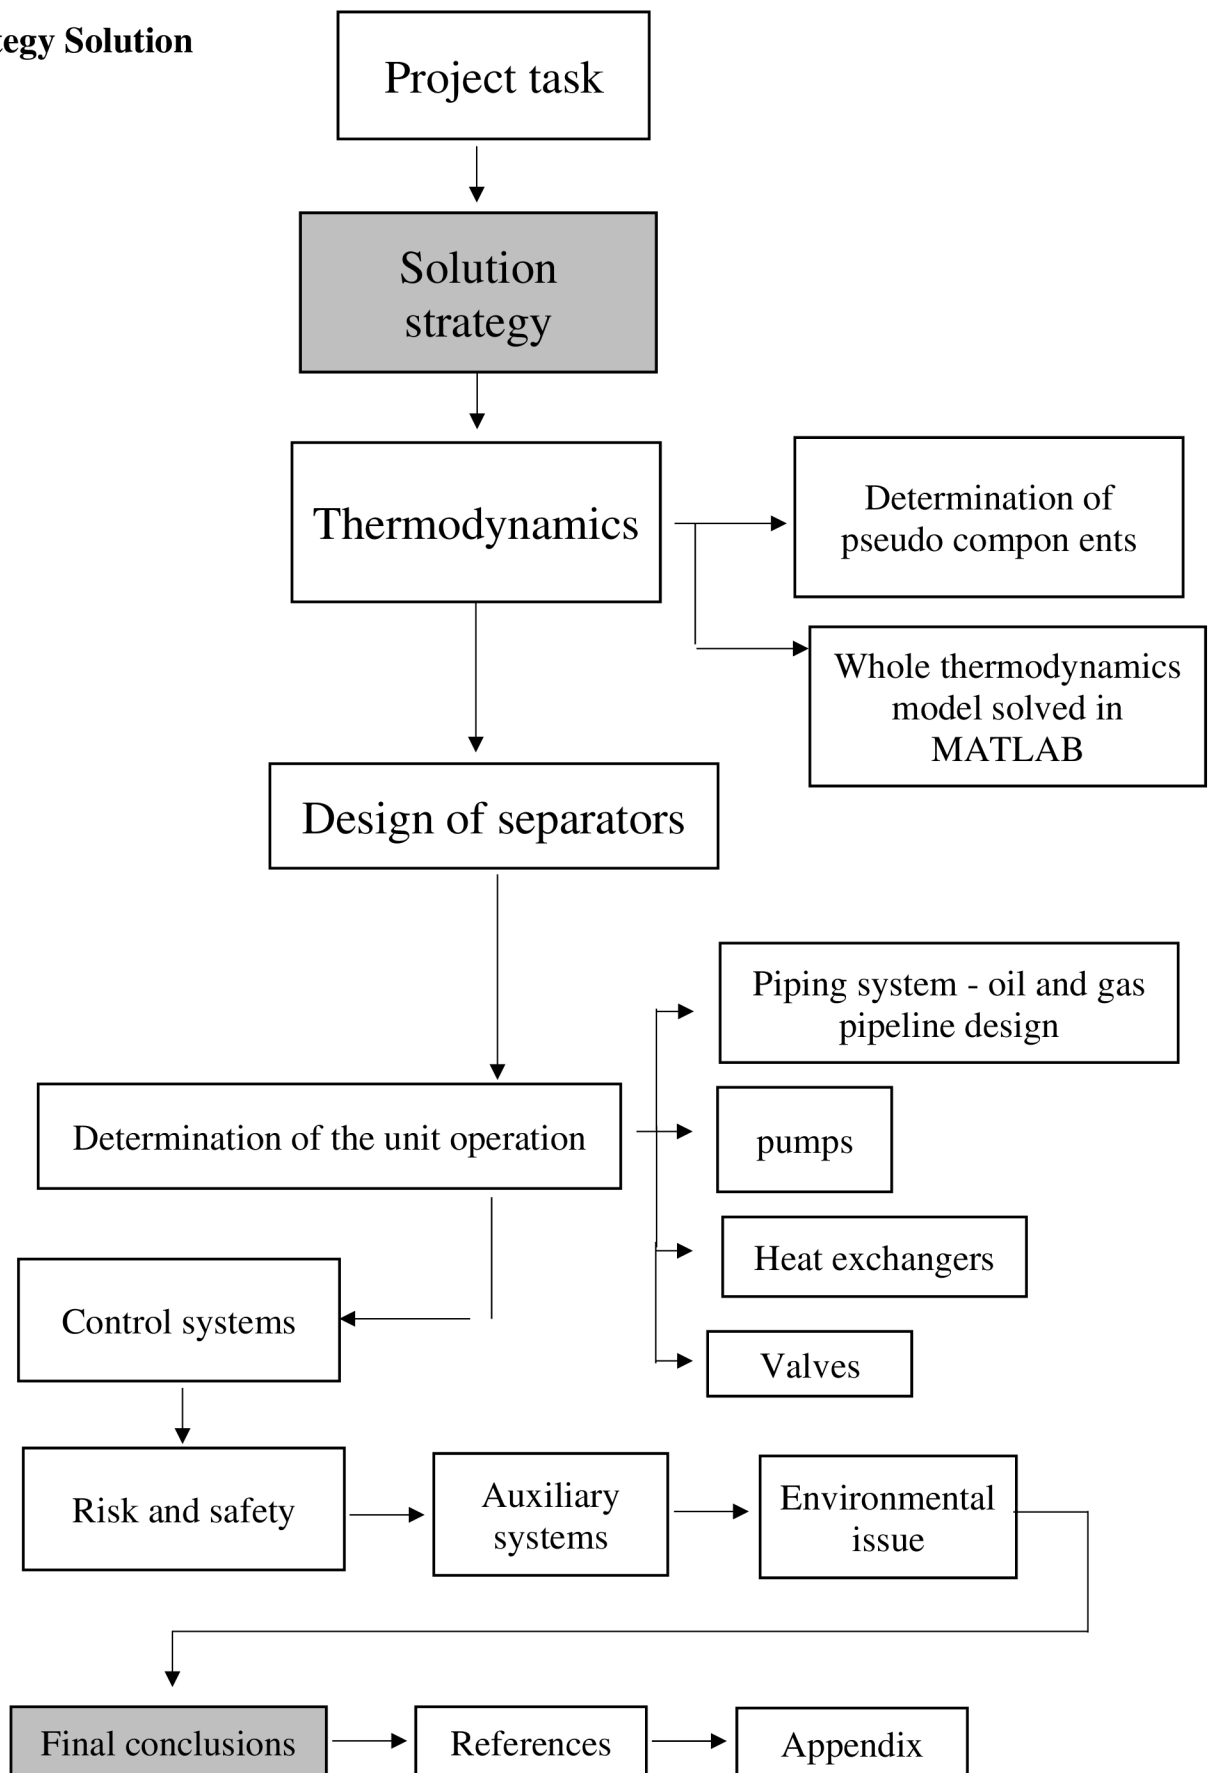 tegy Solution
Project task
Solution
strategy
Thermodynamics
Determination of
pseudo compon ents
Whole thermodynamics
model solved in
MATLAB
Design of separators
Piping system - oil and gas
pipeline design
Determination of the unit operation
pumps
Heat exchangers
Control systems
Valves
Risk and safety
Auxiliary
systems
Environmental
issue
Final conclusions
References
Appendix